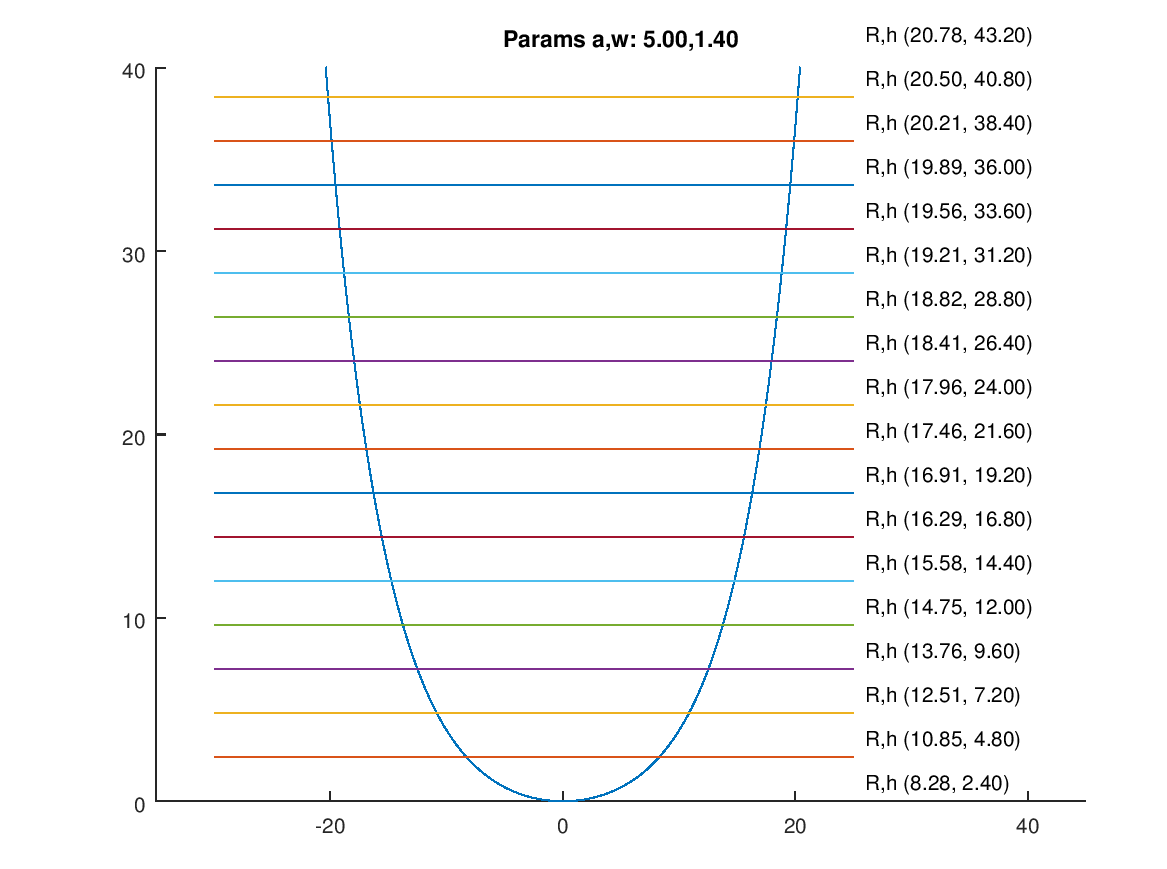 Params a,w: 5.00,1.40
R,h (20.78, 43.20)
R,h (20.50, 40.80)
R,h (20.21, 38.40)
R,h (19.89, 36.00)
R,h (19.56, 33.60)
R,h (19.21, 31.20)
R,h (18.82, 28.80)
R,h (18.41, 26.40)
R,h (17.96, 24.00)
R,h (17.46, 21.60)
R,h (16.91, 19.20)
R,h (16.29, 16.80)
R,h (15.58, 14.40)
R,h (14.75, 12.00)
R,h (13.76, 9.60)
R,h (12.51, 7.20)
R,h (10.85, 4.80)
R,h (8.28, 2.40)
40
30
20
10
0
-20 0 20 40